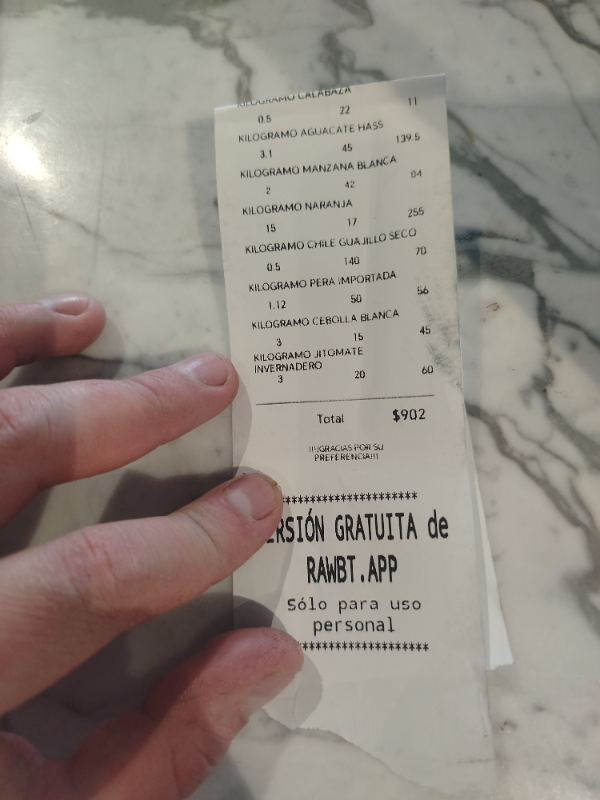 KILOGRAMO CALABAZA
0.5 22 11
KILOGRAMO AGUACATE HASS
3.1 45 139.5
KILOGRAMO MANZANA BLANCA
2 42 84
KILOGRAMO NARANJA
15 17 255
KILOGRAMO CHILE GUAJILLO SECO
0.5 140 70
KILOGRAMO PERA IMPORTADA
1.12 50 56
KILOGRAMO CEBOLLA BLANCA
3 15 45
KILOGRAMO JITOMATE
INVERNADERO
3 20 60
Total $902
!!!GRACIAS POR SU
PREFERENCIA!!!
**********************
ERSIÓN GRATUITA de
RAWBT.APP
Sólo para uso
personal
********************